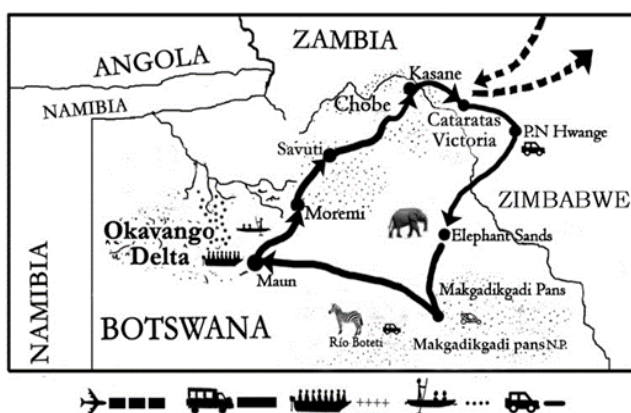 ZAMBIA
ANGOLA
Kasane
NAMIBIA
Chobe
Cataratas
Victoria
P.N Hwange
Savuti
ZIMBABWE
Moremi
Okavango
Delta
Elephant Sands
Maun
Makgadikgadi Pans
NAMIBIA
BOTSWANA
Río Boteti
Makgadikgadi pans N.P.